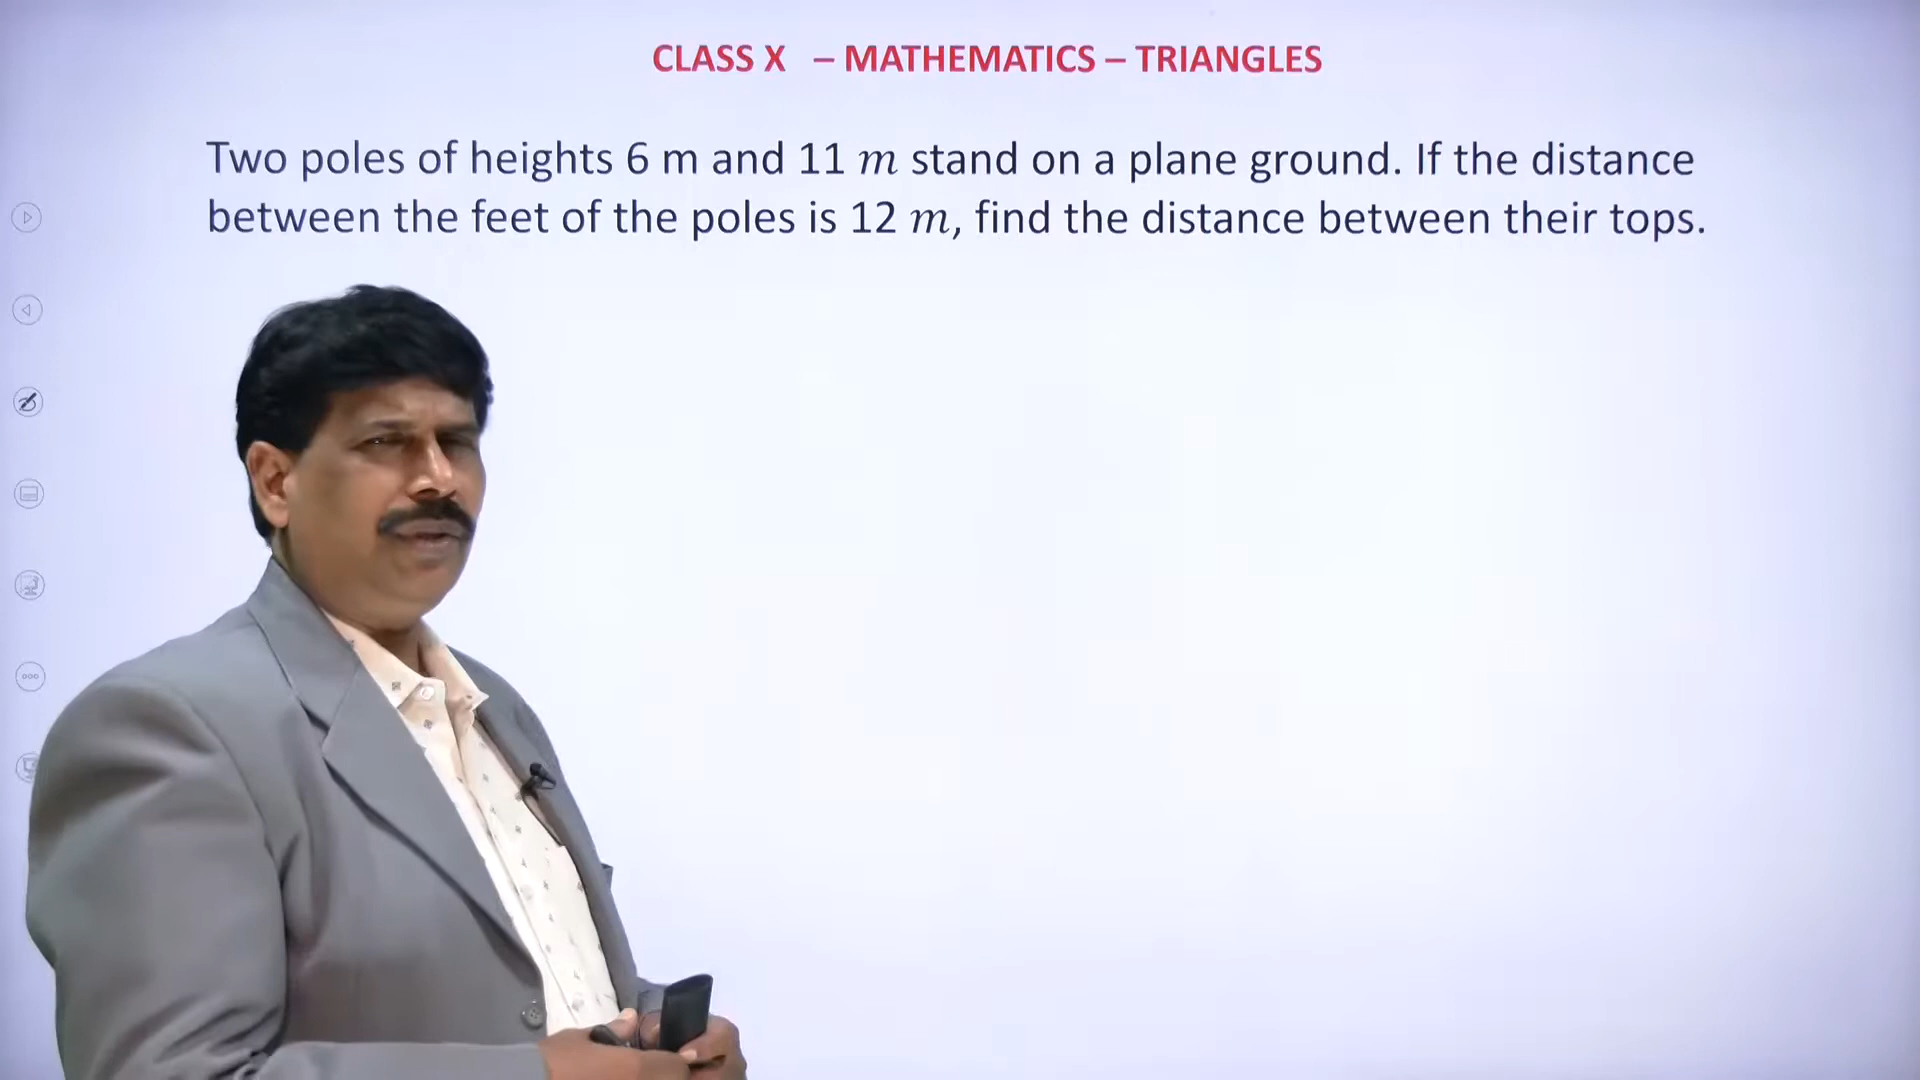 CLASS X – MATHEMATICS – TRIANGLES
Two poles of heights 6 m and 11 m stand on a plane ground. If the distance
between the feet of the poles is 12 m, find the distance between their tops.